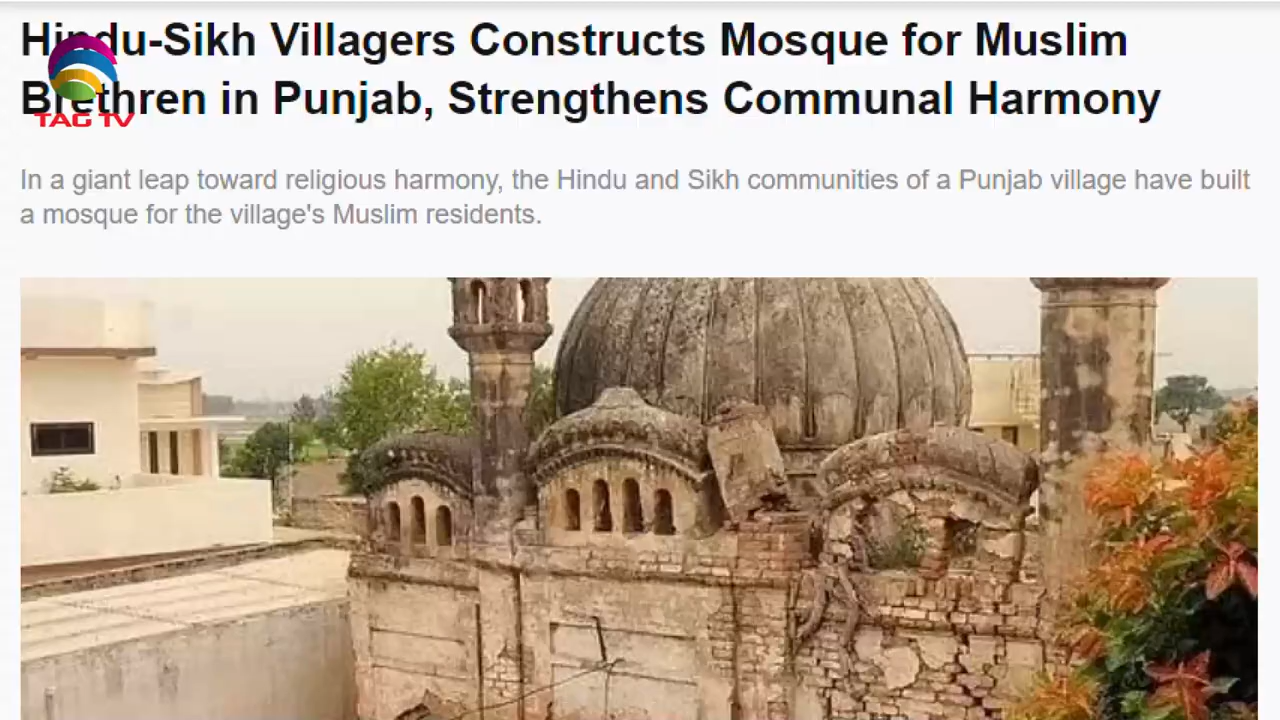 Hindu-Sikh Villagers Constructs Mosque for Muslim
Brethren in Punjab, Strengthens Communal Harmony
TAG TV
In a giant leap toward religious harmony, the Hindu and Sikh communities of a Punjab village have built
a mosque for the village's Muslim residents.